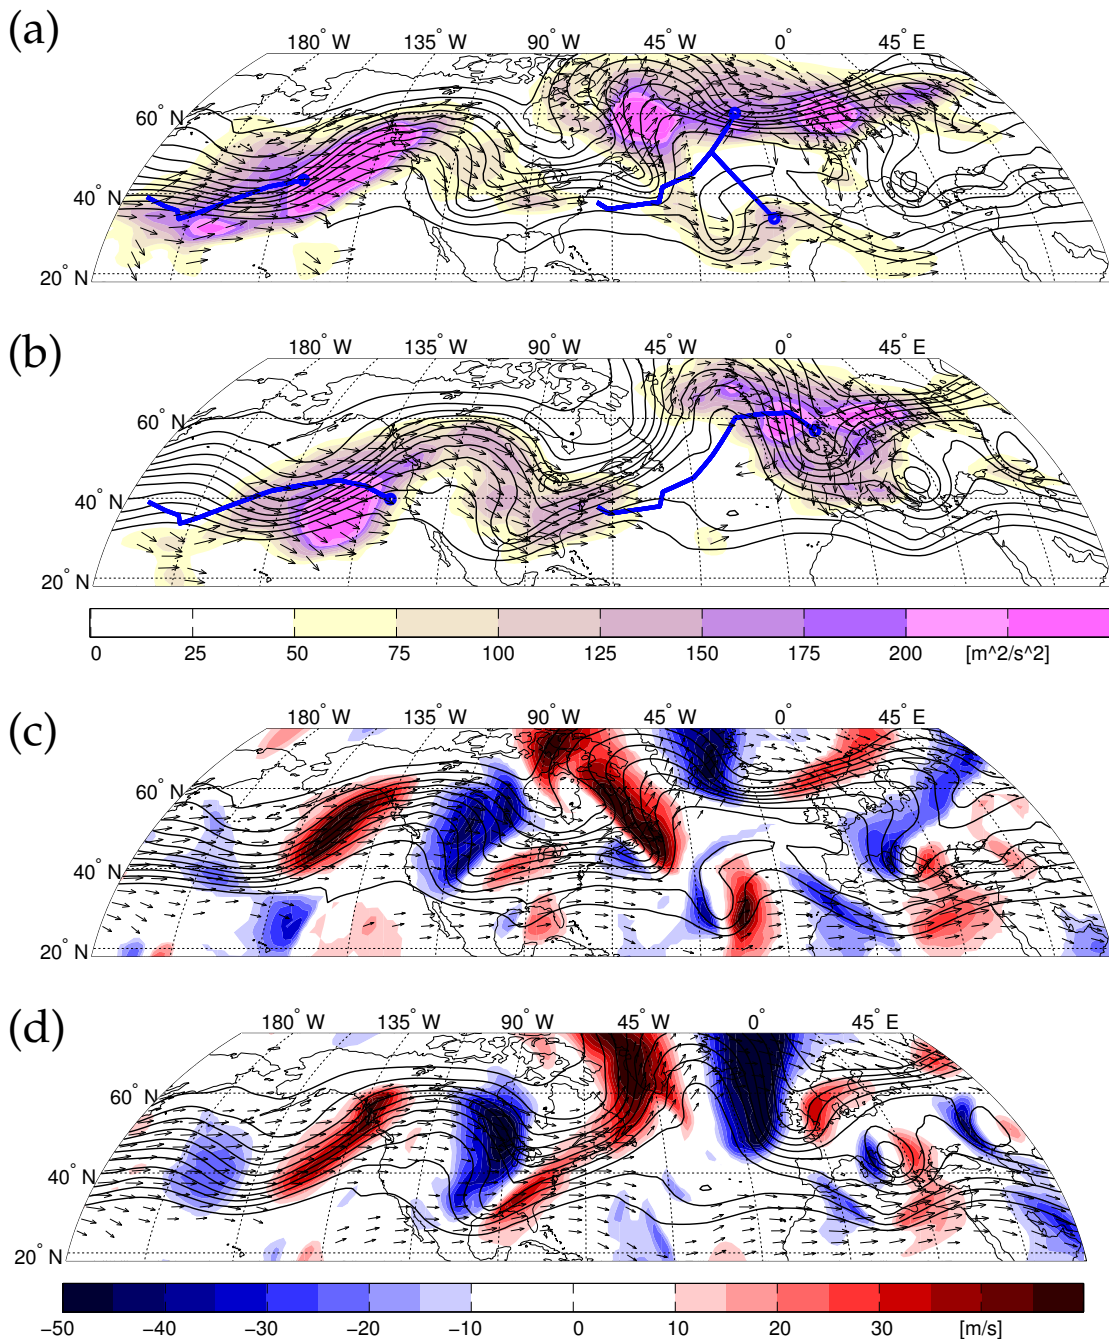 (a)
180° W 135° W 90° W 45° W 0° 45° E
60° N
40° N
20° N
(b)
180° W 135° W 90° W 45° W 0° 45° E
60° N
40° N
20° N
0 25 50 75 100 125 150 175 200 [m^2/s^2]
(c)
180° W 135° W 90° W 45° W 0° 45° E
60° N
40° N
20° N
(d)
180° W 135° W 90° W 45° W 0° 45° E
60° N
40° N
20° N
−50 −40 −30 −20 −10 0 10 20 30 [m/s]